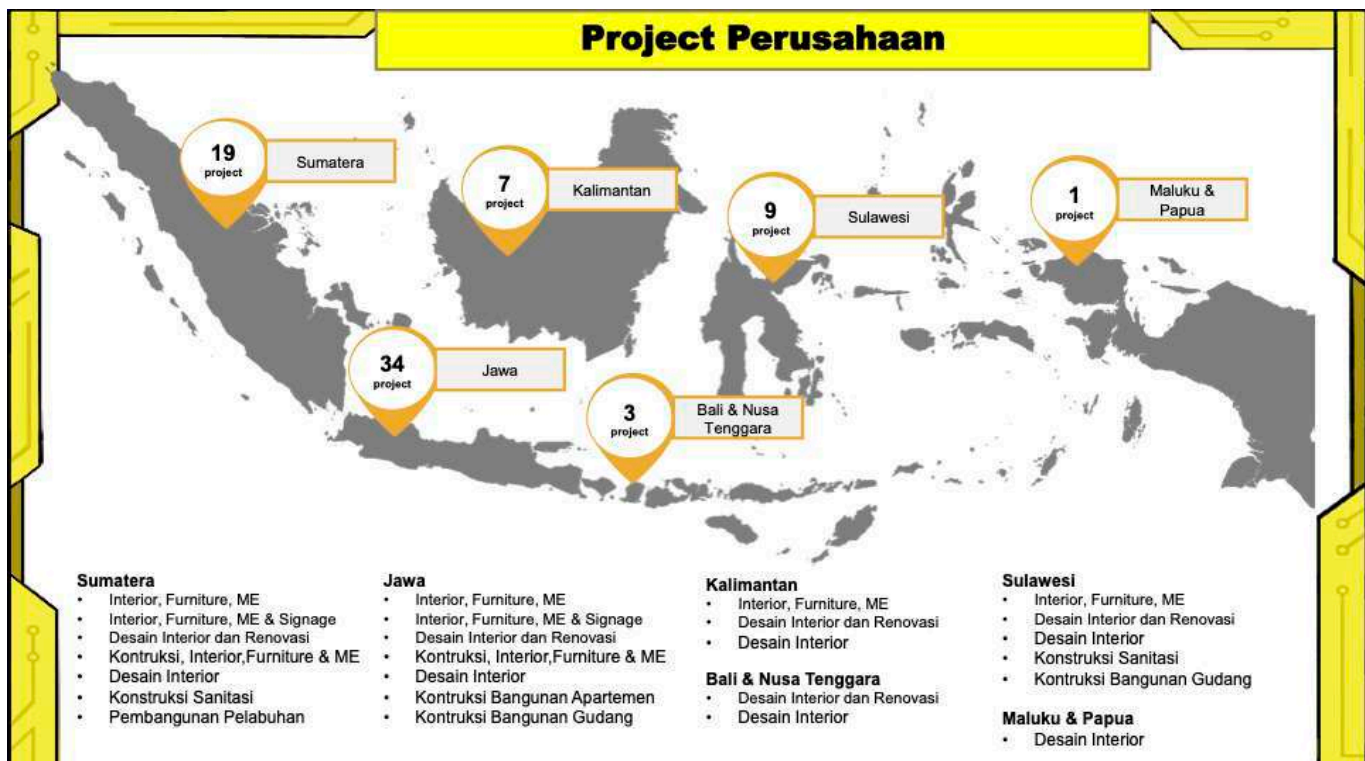 Project Perusahaan
19
project
Sumatera
7
project
Kalimantan
9
project
Sulawesi
1
project
Maluku &
Papua
34
project
Jawa
3
project
Bali & Nusa
Tenggara
Sumatera
• Interior, Furniture, ME
• Interior, Furniture, ME & Signage
• Desain Interior dan Renovasi
• Kontruksi, Interior,Furniture & ME
• Desain Interior
• Konstruksi Sanitasi
• Pembangunan Pelabuhan
Jawa
• Interior, Furniture, ME
• Interior, Furniture, ME & Signage
• Desain Interior dan Renovasi
• Kontruksi, Interior,Furniture & ME
• Desain Interior
• Kontruksi Bangunan Apartemen
• Kontruksi Bangunan Gudang
Kalimantan
• Interior, Furniture, ME
• Desain Interior dan Renovasi
• Desain Interior
Bali & Nusa Tenggara
• Desain Interior dan Renovasi
• Desain Interior
Sulawesi
• Interior, Furniture, ME
• Desain Interior dan Renovasi
• Desain Interior
• Konstruksi Sanitasi
• Kontruksi Bangunan Gudang
Maluku & Papua
• Desain Interior